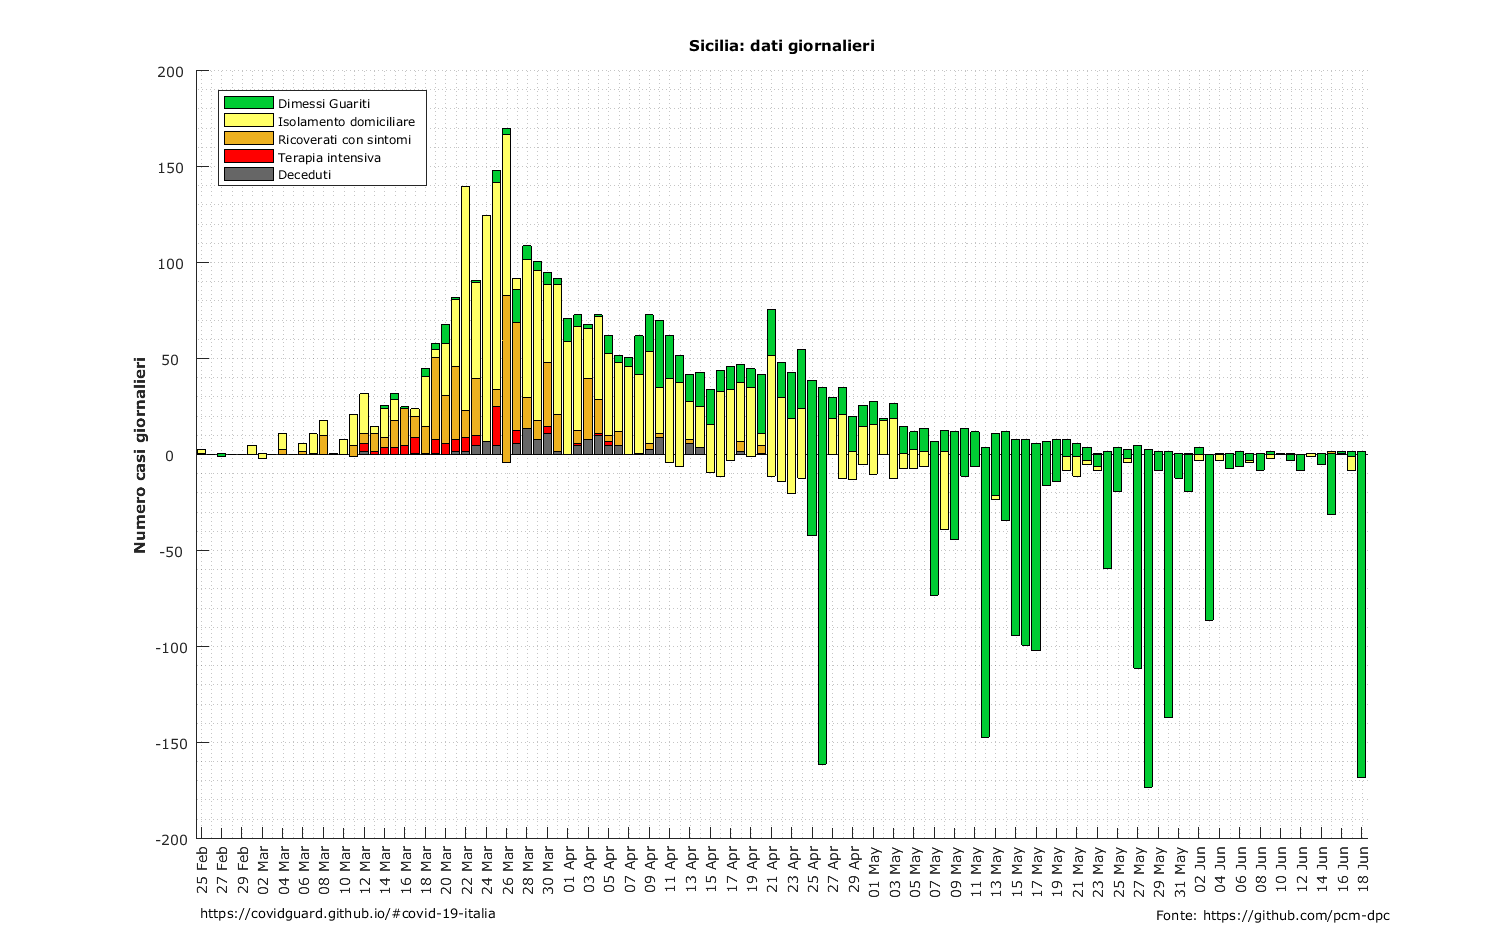 Sicilia: dati giornalieri
200
150
100
50
0
-50
-100
-150
-200
Numero casi giornalieri
Dimessi Guariti
Isolamento domiciliare
Ricoverati con sintomi
Terapia intensiva
Deceduti
25 Feb
27 Feb
29 Feb
02 Mar
04 Mar
06 Mar
08 Mar
10 Mar
12 Mar
14 Mar
16 Mar
18 Mar
20 Mar
22 Mar
24 Mar
26 Mar
28 Mar
30 Mar
01 Apr
03 Apr
05 Apr
07 Apr
09 Apr
11 Apr
13 Apr
15 Apr
17 Apr
19 Apr
21 Apr
23 Apr
25 Apr
27 Apr
29 Apr
01 May
03 May
05 May
07 May
09 May
11 May
13 May
15 May
17 May
19 May
21 May
23 May
25 May
27 May
29 May
31 May
02 Jun
04 Jun
06 Jun
08 Jun
10 Jun
12 Jun
14 Jun
16 Jun
18 Jun
https://covidguard.github.io/#covid-19-italia
Fonte: https://github.com/pcm-dpc